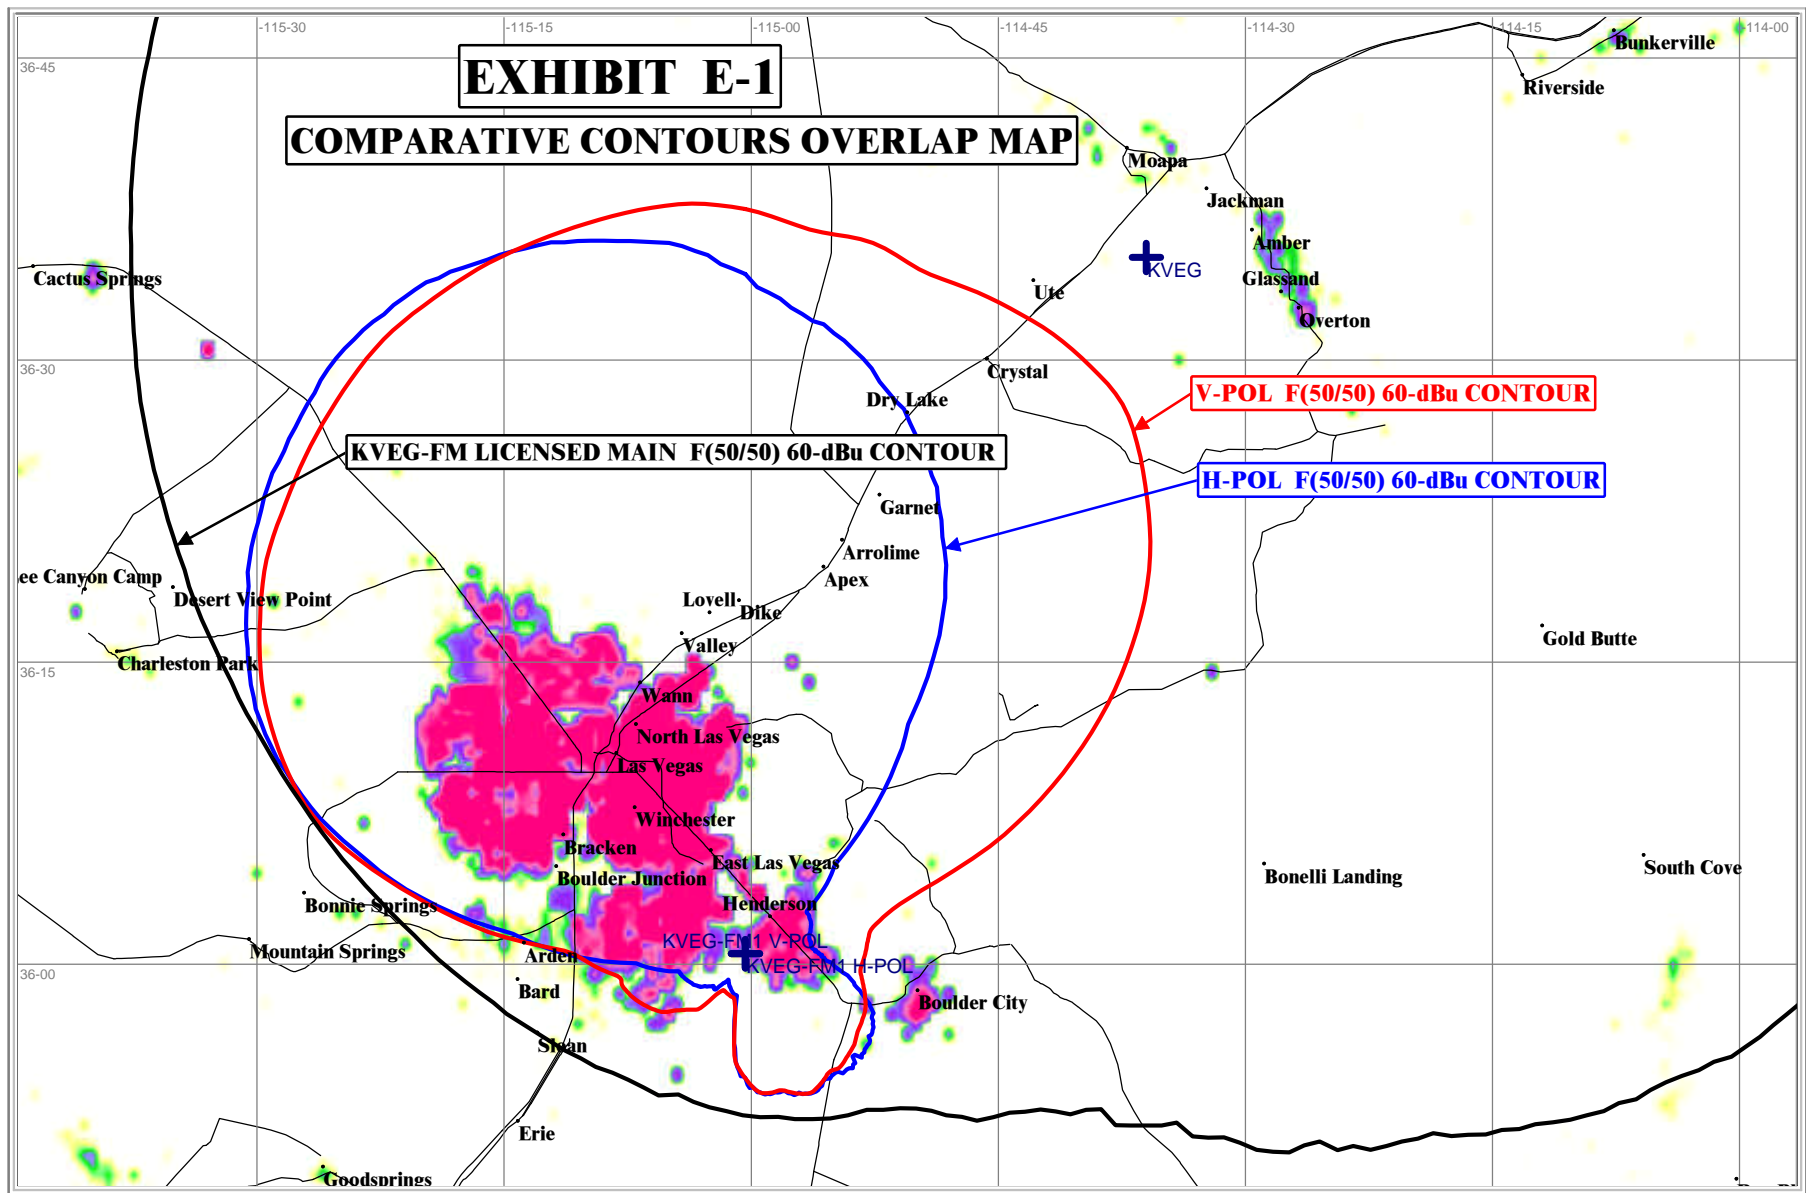 -115-30
-115-15
-115-00
-114-45
-114-30
-114-15
-114-00
Bunkerville
36-45
EXHIBIT E-1
Riverside
COMPARATIVE CONTOURS OVERLAP MAP
Moapa
Jackman
Amber
KVEG
Cactus Springs
Glassand
Ute
Overton
36-30
Crystal
V-POL F(50/50) 60-dBu CONTOUR
Dry Lake
KVEG-FM LICENSED MAIN F(50/50) 60-dBu CONTOUR
H-POL F(50/50) 60-dBu CONTOUR
Garnet
Arrolime
ee Canyon Camp
Apex
Desert View Point
Lovell
Dike
Gold Butte
Valley
Charleston Park
36-15
Wann
North Las Vegas
Las Vegas
Winchester
Bracken
East Las Vegas
South Cove
Boulder Junction
Bonelli Landing
Bonnie Springs
Henderson
KVEG-FM1 V-POL
Mountain Springs
Arden
KVEG-FM1 H-POL
36-00
Bard
Boulder City
Sloan
Erie
Goodsprings